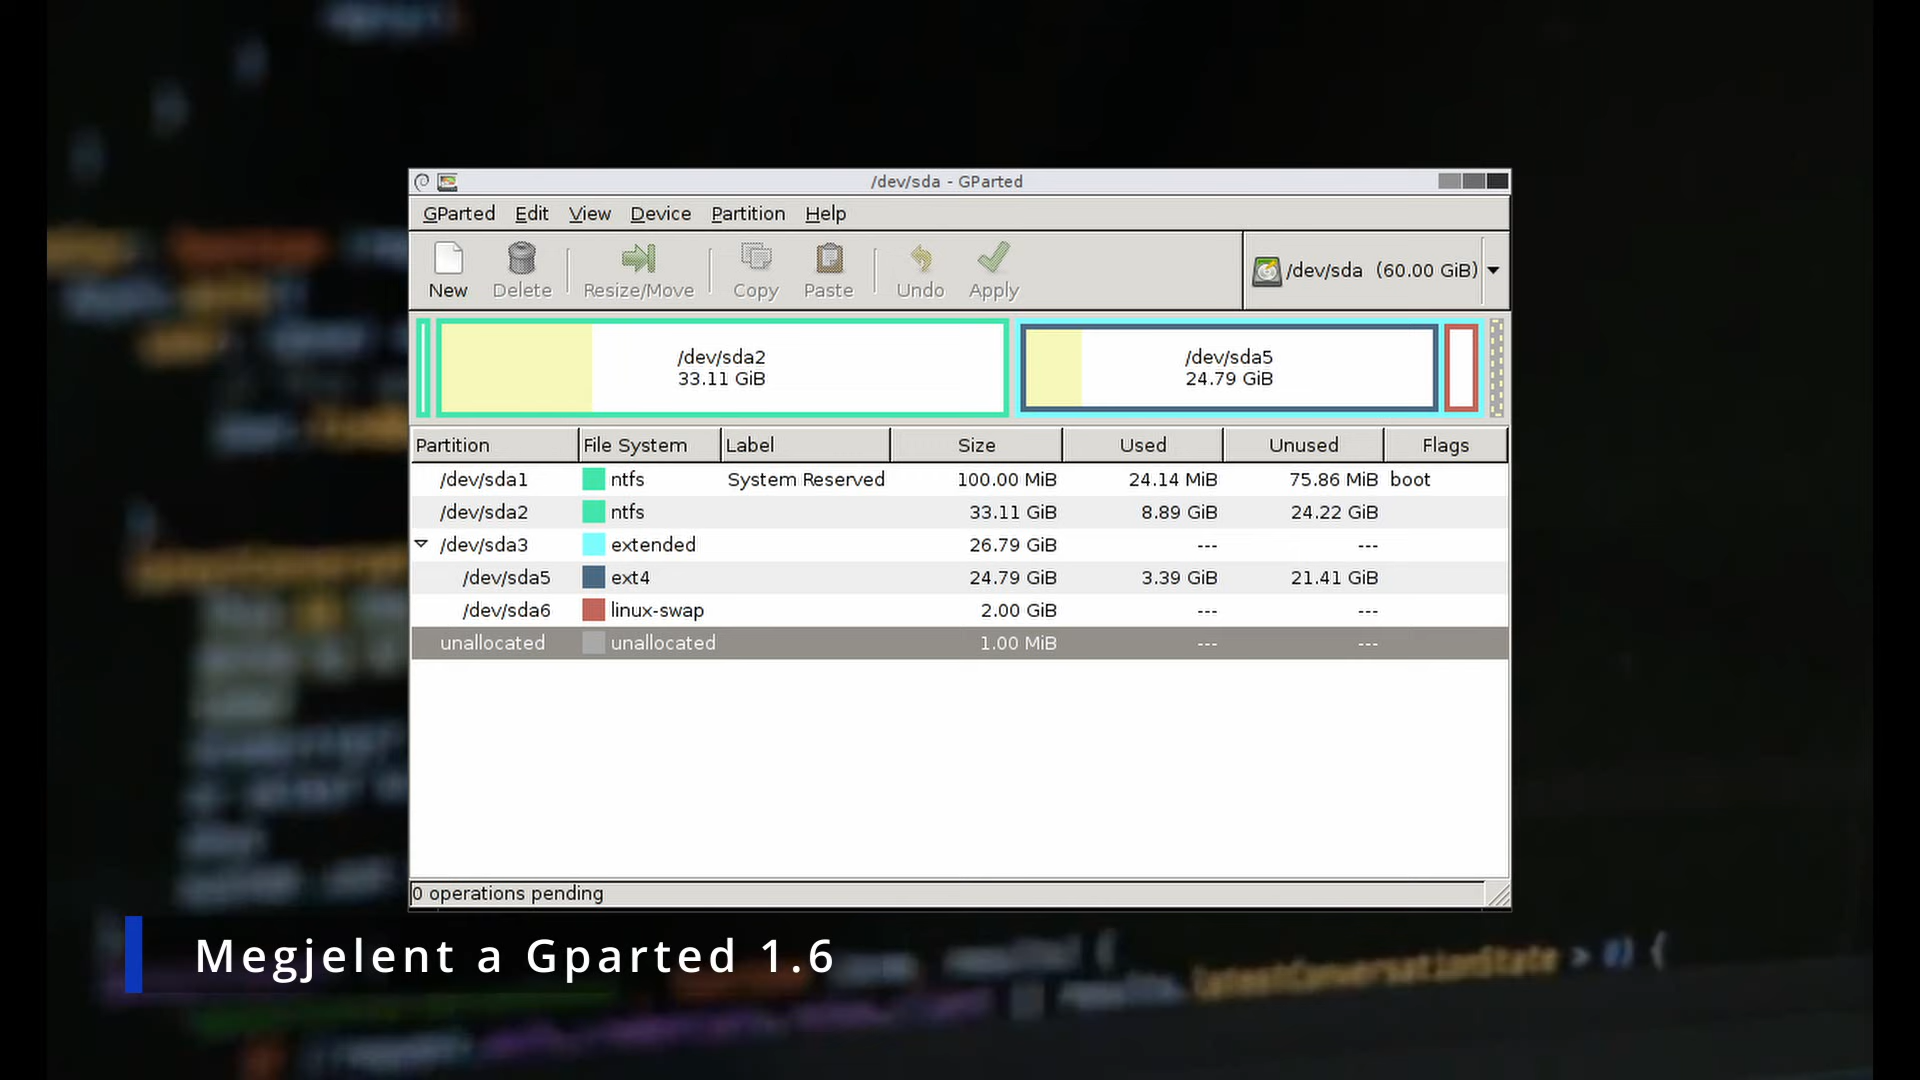 /dev/sda - GParted
GParted Edit View Device Partition Help
New Delete Resize/Move Copy Paste Undo Apply /dev/sda (60.00 GiB)
/dev/sda2 /dev/sda5
33.11 GiB 24.79 GiB
Partition File System Label Size Used Unused Flags
/dev/sda1 ntfs System Reserved 100.00 MiB 24.14 MiB 75.86 MiB boot
/dev/sda2 ntfs 33.11 GiB 8.89 GiB 24.22 GiB
/dev/sda3 extended 26.79 GiB --- ---
/dev/sda5 ext4 24.79 GiB 3.39 GiB 21.41 GiB
/dev/sda6 linux-swap 2.00 GiB --- ---
unallocated unallocated 1.00 MiB --- ---
0 operations pending
Megjelent a Gparted 1.6
latestConversationState > 0) {